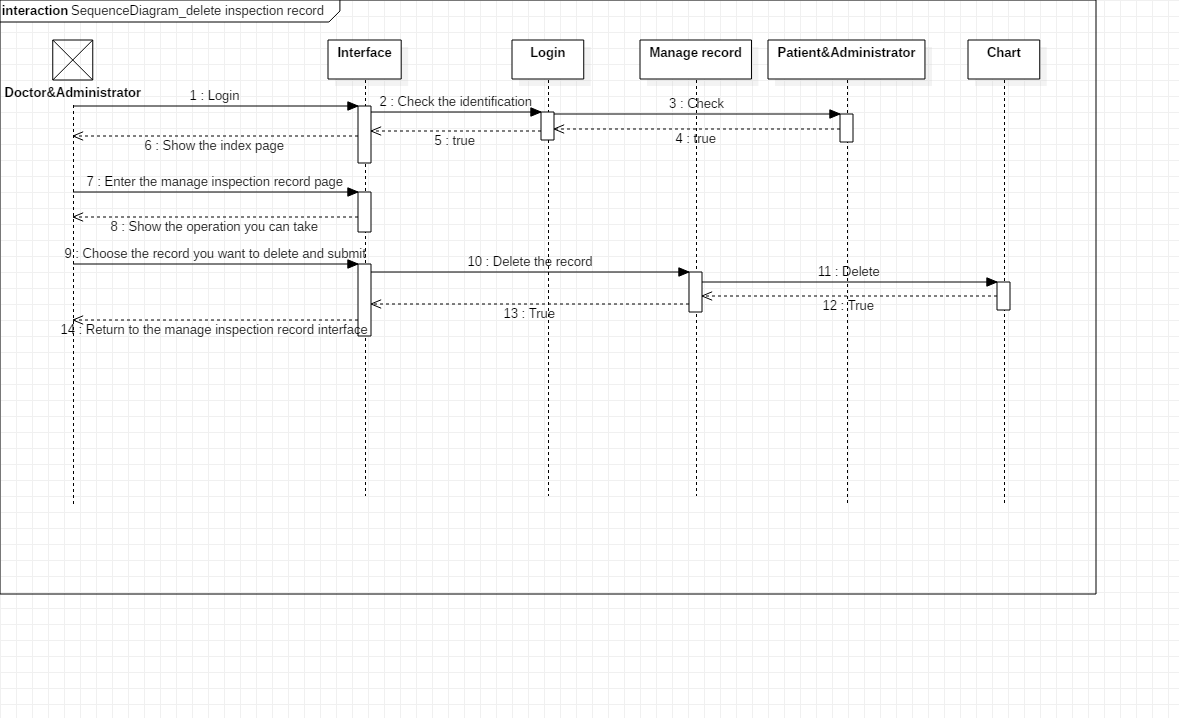 interaction SequenceDiagram_delete inspection record
Doctor&Administrator
Interface
Login
Manage record
Patient&Administrator
Chart
1 : Login
2 : Check the identification
3 : Check
4 : true
5 : true
6 : Show the index page
7 : Enter the manage inspection record page
8 : Show the operation you can take
9 : Choose the record you want to delete and submit
10 : Delete the record
11 : Delete
12 : True
13 : True
14 : Return to the manage inspection record interface